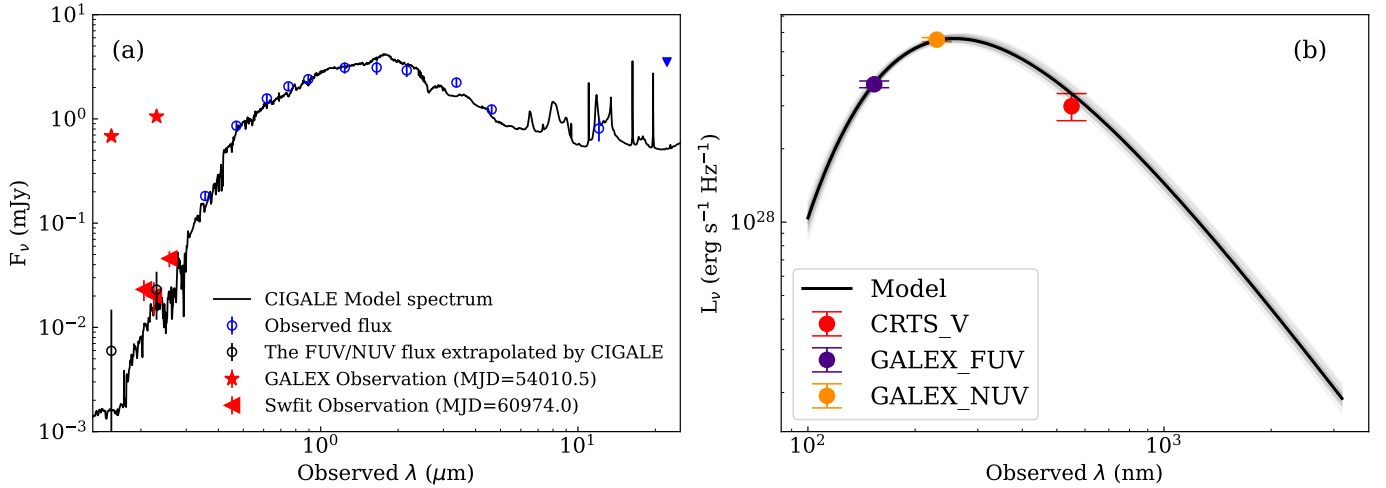 (a)
10¹
10⁰
10⁻¹
10⁻²
10⁻³
F_ν (mJy)
CIGALE Model spectrum
Observed flux
The FUV/NUV flux extrapolated by CIGALE
GALEX Observation (MJD=54010.5)
Swfit Observation (MJD=60974.0)
10⁰
10¹
Observed λ (μm)
(b)
10²⁸
L_ν (erg s⁻¹ Hz⁻¹)
Model
CRTS_V
GALEX_FUV
GALEX_NUV
10²
10³
Observed λ (nm)